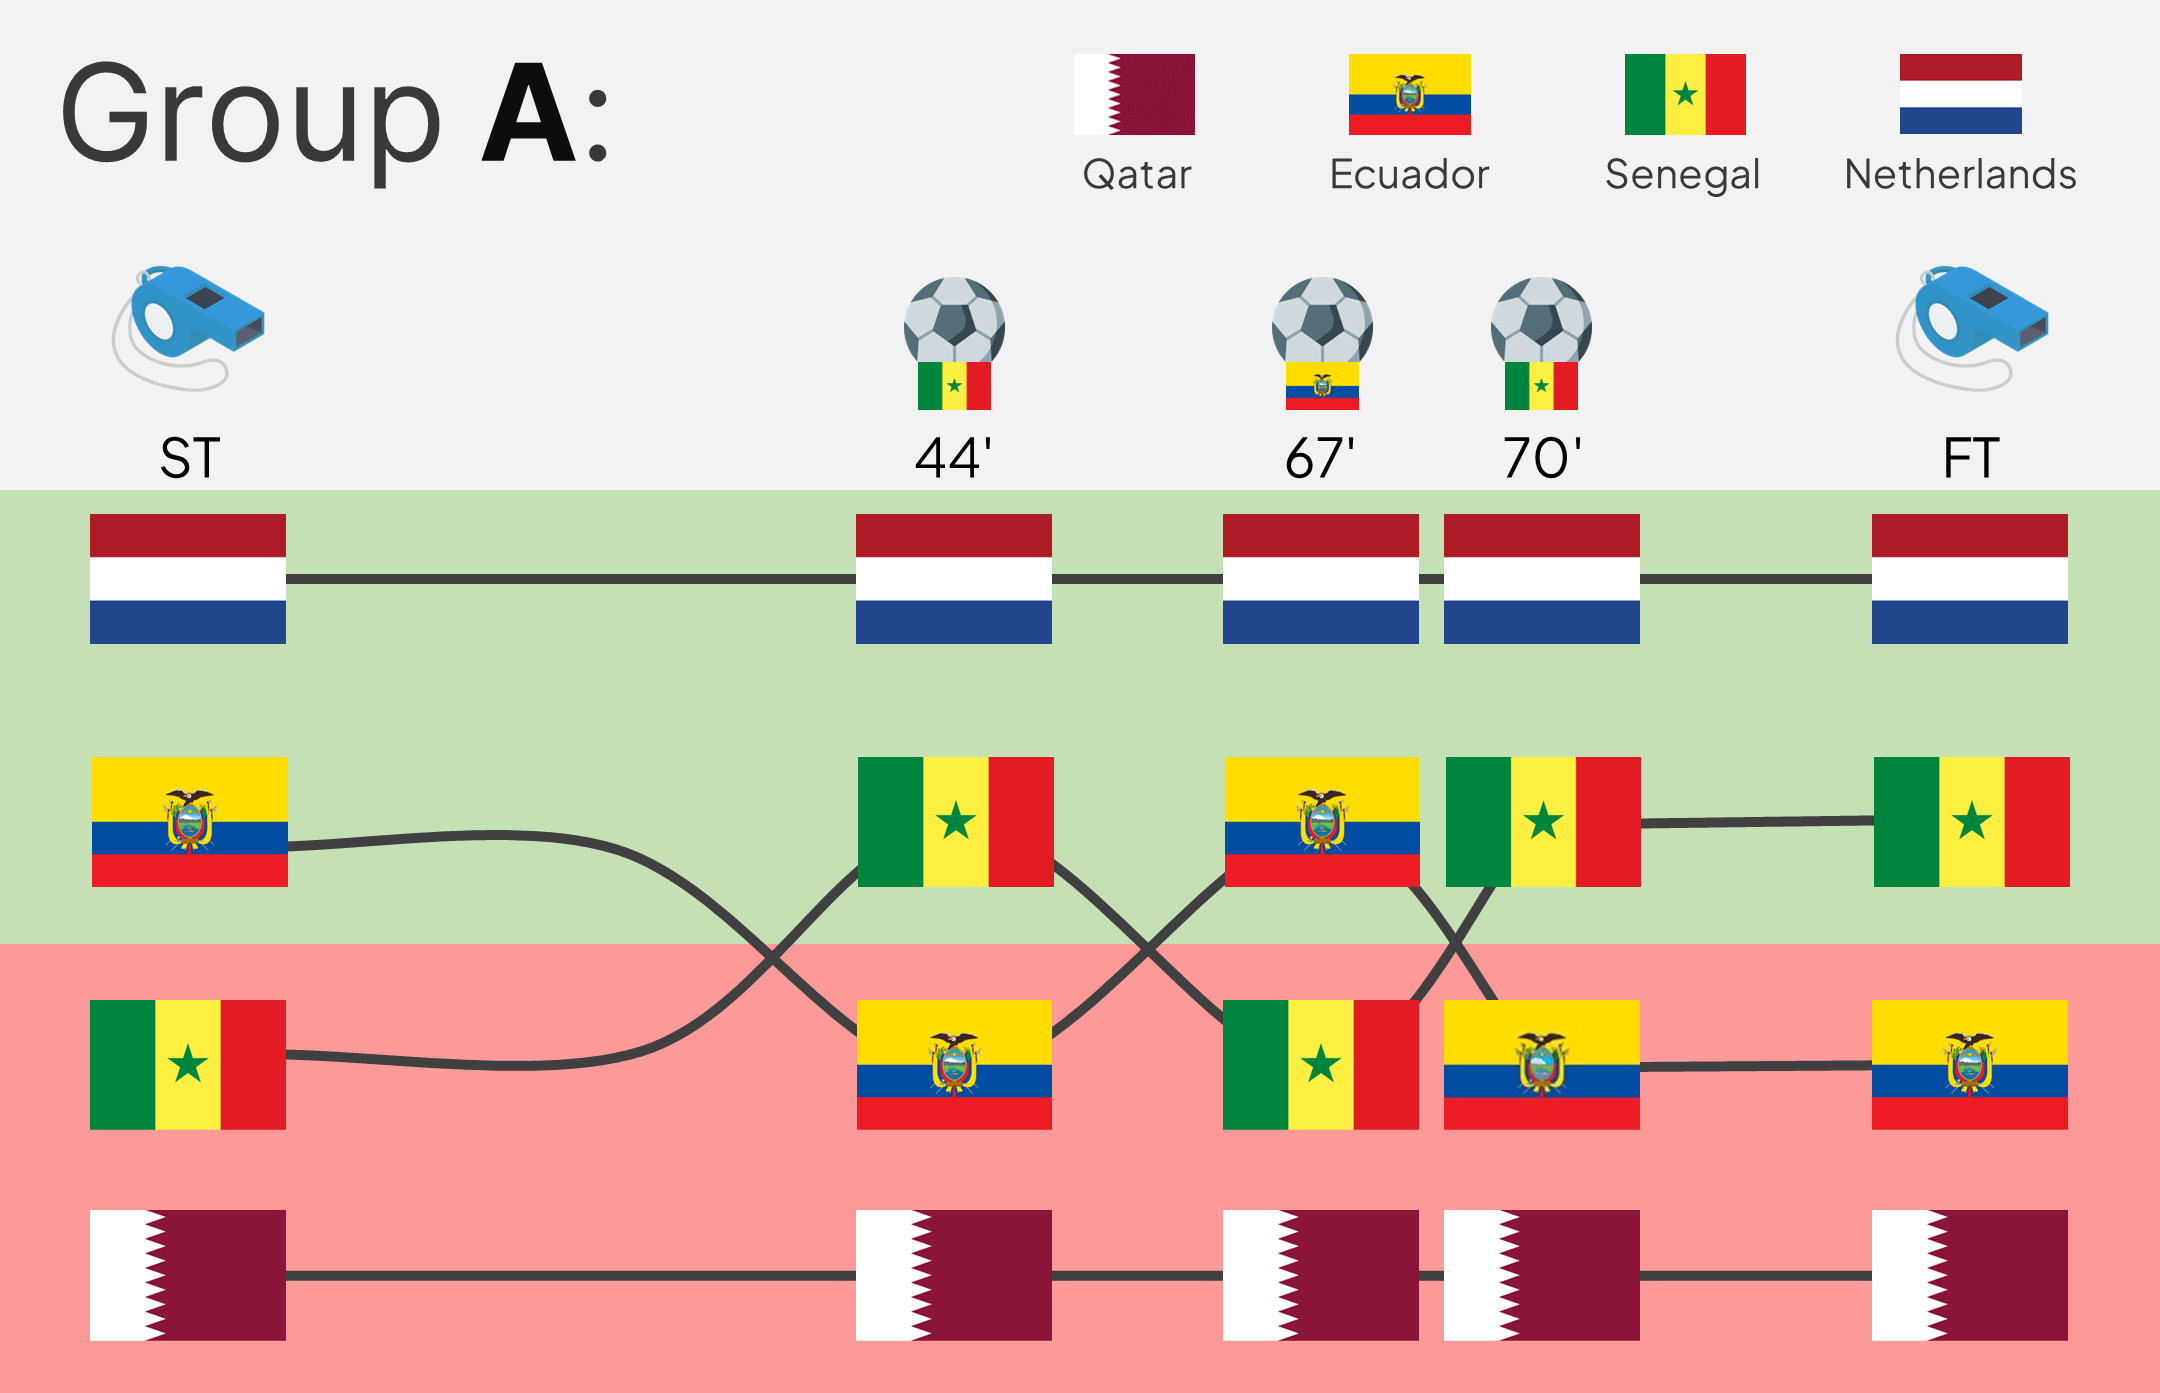 Group A:
Qatar
Ecuador
Senegal
Netherlands
ST
44'
67'
70'
FT